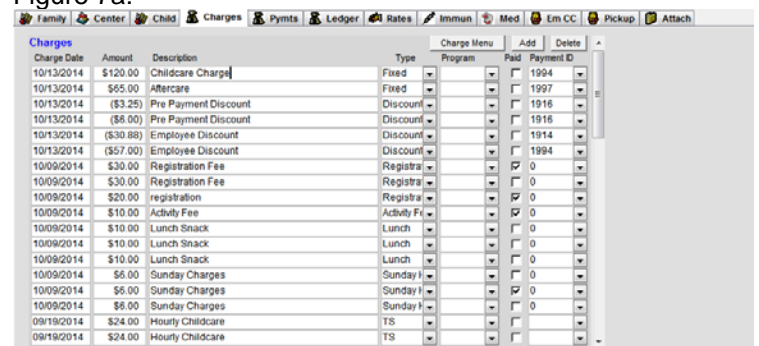 Figure 7a.
Family Center Child Charges Pymts Ledger Rates Immun Med Em CC Pickup Attach
Charges Charge Menu Add Delete
Charge Date Amount Description Type Program Paid Payment ID
10/13/2014 $120.00 Childcare Charge Fixed 1994
10/13/2014 $65.00 Aftercare Fixed 1997
10/13/2014 ($3.25) Pre Payment Discount Discount 1916
10/13/2014 ($6.00) Pre Payment Discount Discount 1916
10/13/2014 ($30.88) Employee Discount Discount 1914
10/13/2014 ($57.00) Employee Discount Discount 1994
10/09/2014 $30.00 Registration Fee Registra 0
10/09/2014 $30.00 Registration Fee Registra 0
10/09/2014 $20.00 registration Registra 0
10/09/2014 $10.00 Activity Fee Activity F 0
10/09/2014 $10.00 Lunch Snack Lunch 0
10/09/2014 $10.00 Lunch Snack Lunch 0
10/09/2014 $10.00 Lunch Snack Lunch 0
10/09/2014 $6.00 Sunday Charges Sunday 0
10/09/2014 $6.00 Sunday Charges Sunday 0
10/09/2014 $6.00 Sunday Charges Sunday 0
09/19/2014 $24.00 Hourly Childcare TS
09/19/2014 $24.00 Hourly Childcare TS